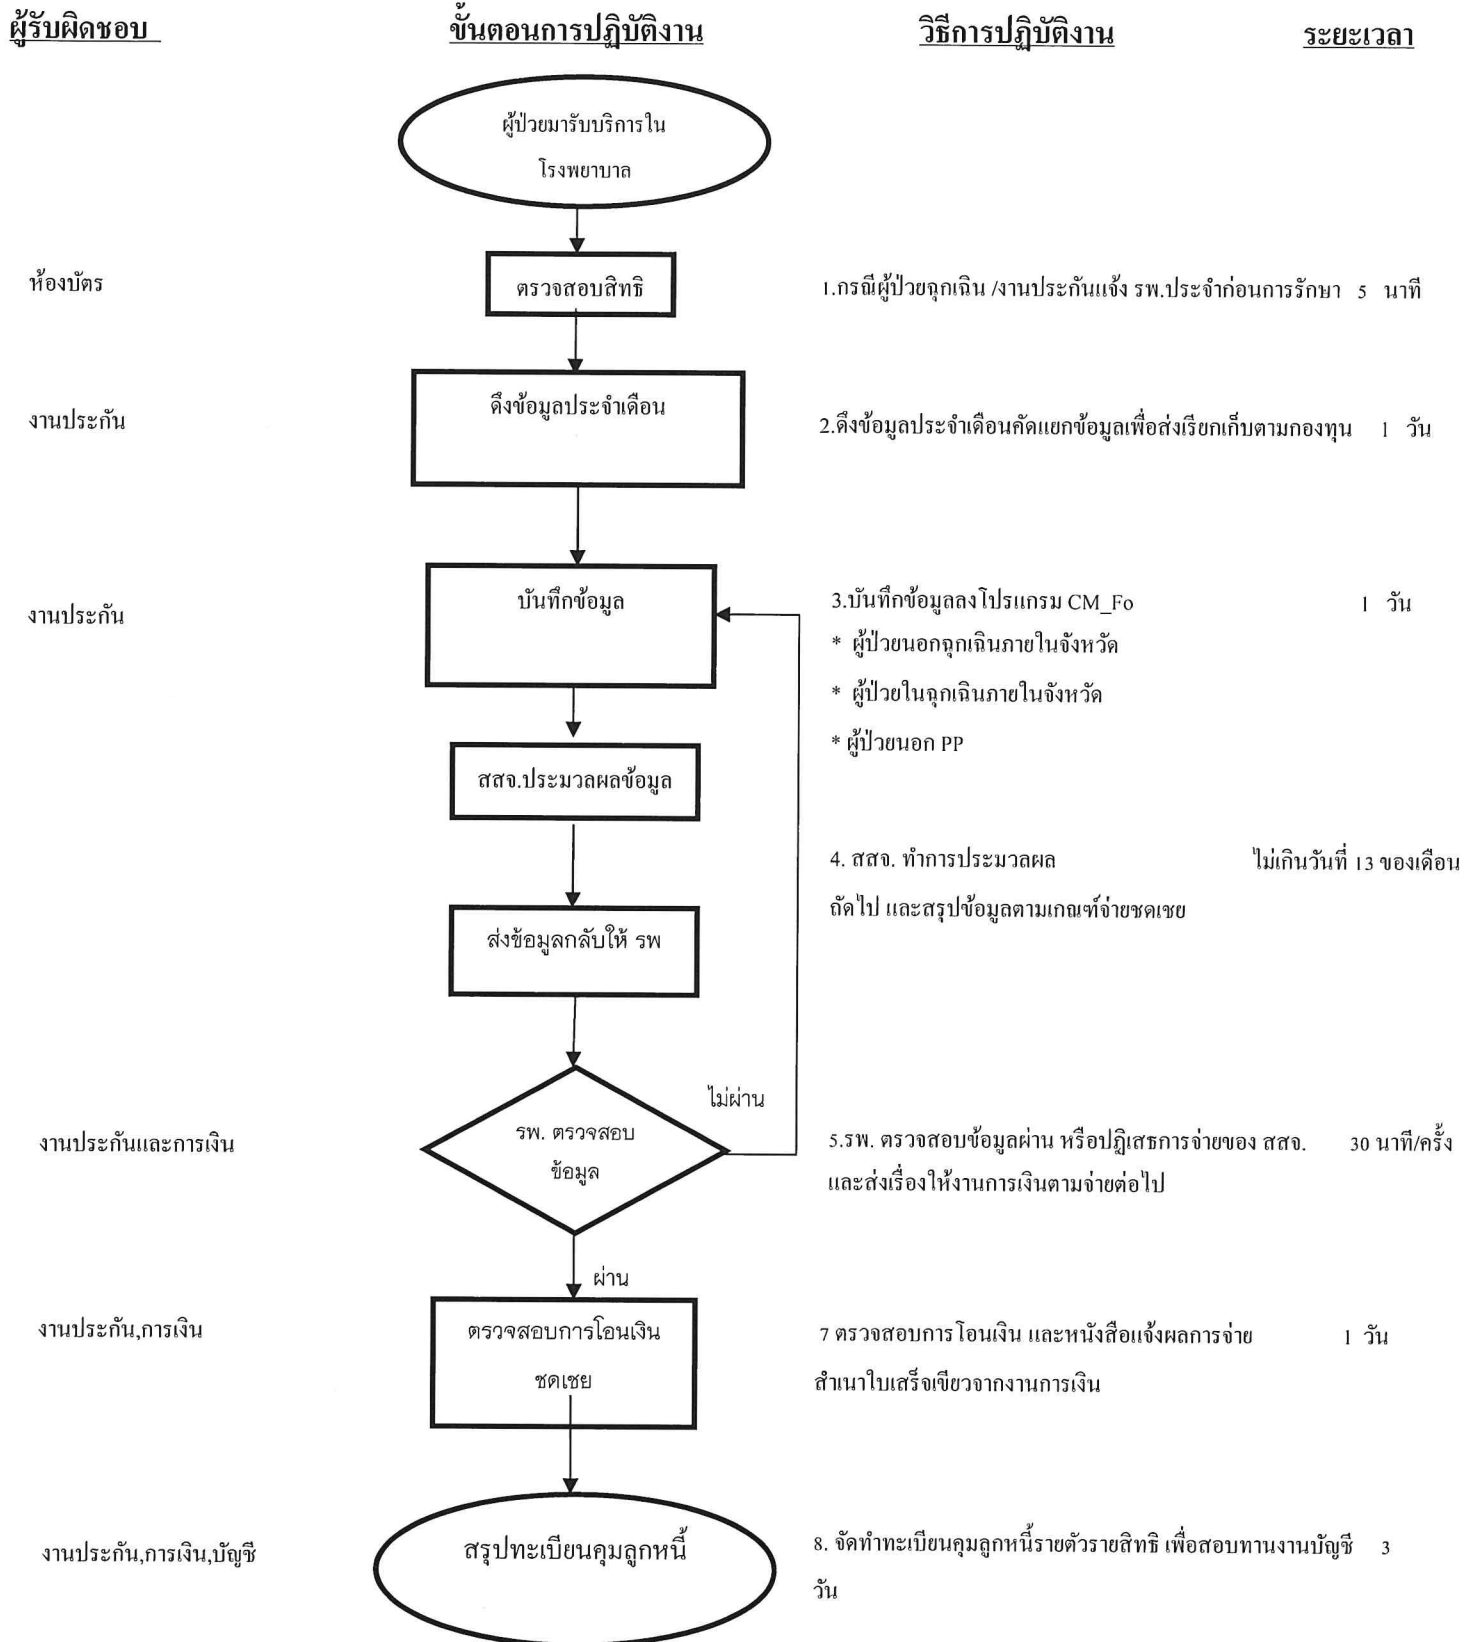 ผู้รับผิดชอบ ขั้นตอนการปฏิบัติงาน วิธีการปฏิบัติงาน ระยะเวลา
ผู้ป่วยมารับบริการใน
โรงพยาบาล
ห้องบัตร ตรวจสอบสิทธิ 1.กรณีผู้ป่วยฉุกเฉิน /งานประกันแจ้ง รพ.ประจำก่อนการรักษา 5 นาที
ดึงข้อมูลประจำเดือน
งานประกัน 2.ดึงข้อมูลประจำเดือนคัดแยกข้อมูลเพื่อส่งเรียกเก็บตามกองทุน 1 วัน
งานประกัน บันทึกข้อมูล 3.บันทึกข้อมูลลงโปรแกรม CM_Fo 1 วัน
* ผู้ป่วยนอกฉุกเฉินภายในจังหวัด
* ผู้ป่วยในฉุกเฉินภายในจังหวัด
* ผู้ป่วยนอก PP
สสจ.ประมวลผลข้อมูล
4. สสจ. ทำการประมวลผล ไม่เกินวันที่ 13 ของเดือน
ถัดไป และสรุปข้อมูลตามเกณฑ์จ่ายชดเชย
ส่งข้อมูลกลับให้ รพ
ไม่ผ่าน
งานประกันและการเงิน รพ. ตรวจสอบ 5.รพ. ตรวจสอบข้อมูลผ่าน หรือปฏิเสธการจ่ายของ สสจ. 30 นาที/ครั้ง
ข้อมูล และส่งเรื่องให้งานการเงินตามจ่ายต่อไป
ผ่าน
งานประกัน,การเงิน ตรวจสอบการโอนเงิน 7 ตรวจสอบการโอนเงิน และหนังสือแจ้งผลการจ่าย 1 วัน
ชดเชย สำเนาใบเสร็จเขียวจากงานการเงิน
งานประกัน,การเงิน,บัญชี สรุปทะเบียนคุมลูกหนี้ 8. จัดทำทะเบียนคุมลูกหนี้รายตัวรายสิทธิ เพื่อสอบทานงานบัญชี 3
วัน